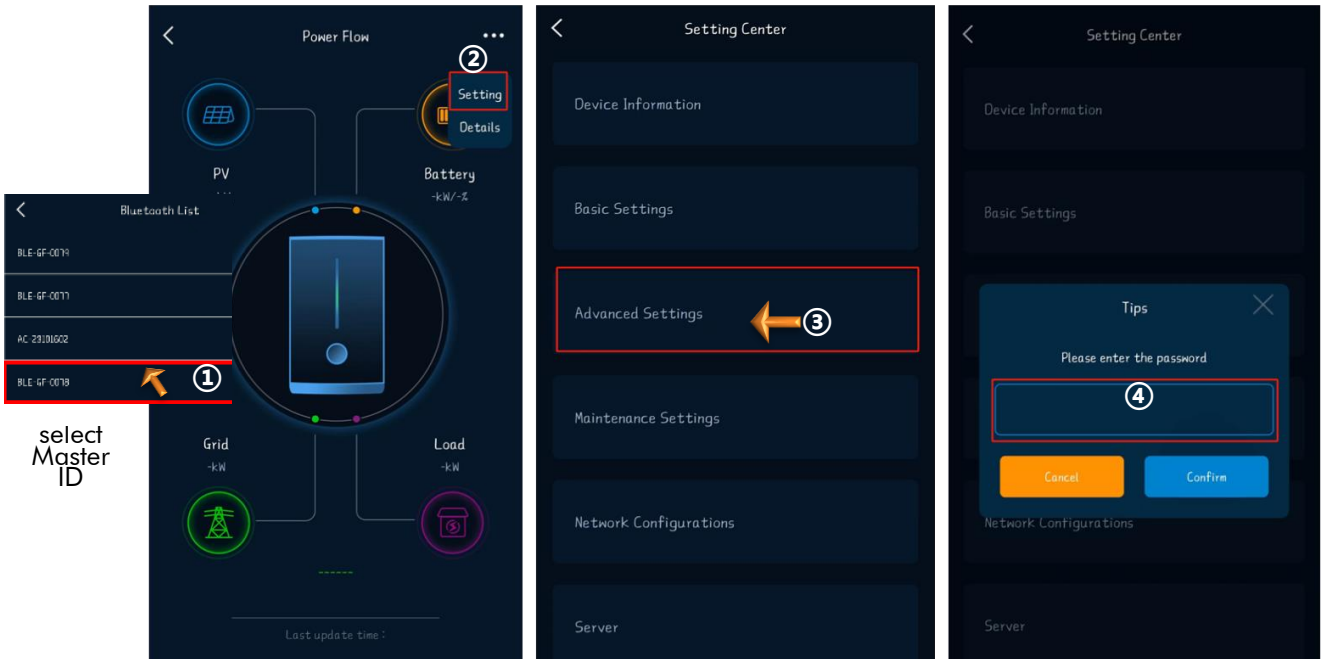 Bluetooth List
BLE-GF-0079
BLE-GF-0077
AC-23101602
BLE-GF-0078
①
select
Master
ID
Power Flow
②
Setting
Details
PV
Battery
-kW/-%
Grid
-kW
Load
-kW
------
Last update time :
Setting Center
Device Information
Basic Settings
Advanced Settings
③
Maintenance Settings
Network Configurations
Server
Setting Center
Device Information
Basic Settings
Tips
Please enter the password
④
Cancel
Confirm
Network Configurations
Server